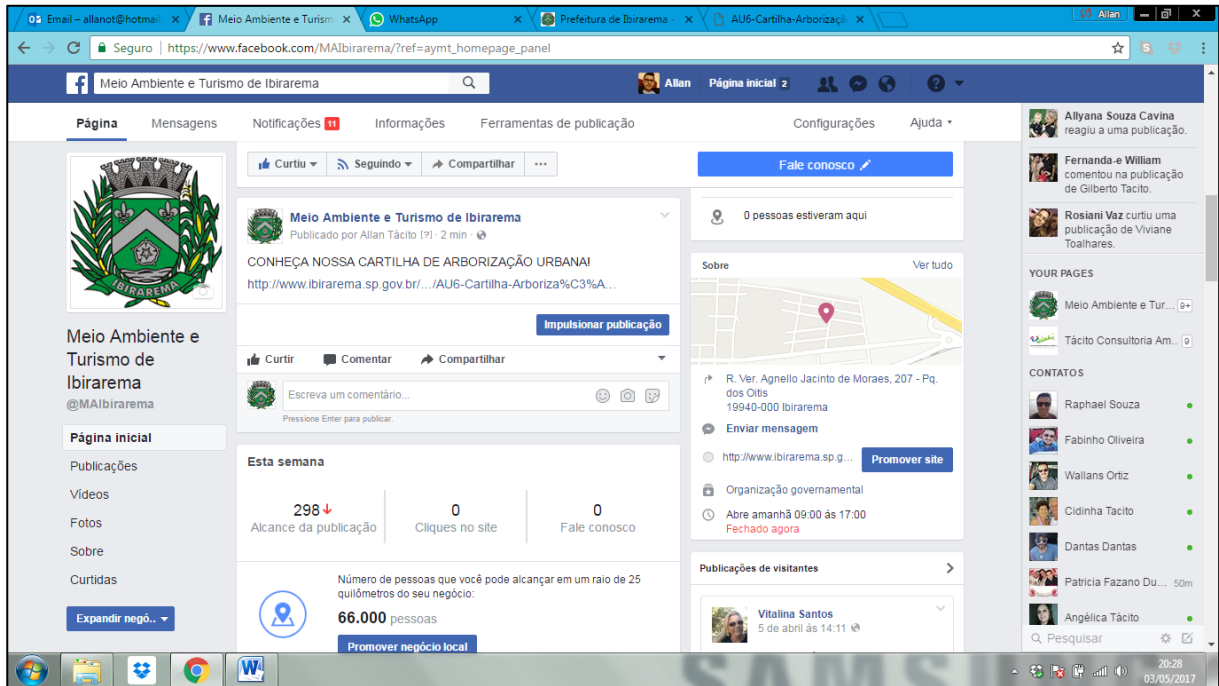 Email – allanot@hotmail
Meio Ambiente e Turism
WhatsApp
Prefeitura de Ibirarema -
AU6-Cartilha-Arborizaçã
Allan
Seguro
https://www.facebook.com/MAIbirarema/?ref=aymt_homepage_panel
Meio Ambiente e Turismo de Ibirarema
Allan
Página inicial 2
Página
Mensagens
Notificações 11
Informações
Ferramentas de publicação
Configurações
Ajuda
IBIRAREMA
Meio Ambiente e
Turismo de
Ibirarema
@MAIbirarema
Página inicial
Publicações
Vídeos
Fotos
Sobre
Curtidas
Expandir negó..
Curtiu
Seguindo
Compartilhar
...
Meio Ambiente e Turismo de Ibirarema
Publicado por Allan Tácito [?] · 2 min ·
CONHEÇA NOSSA CARTILHA DE ARBORIZAÇÃO URBANA!
http://www.ibirarema.sp.gov.br/.../AU6-Cartilha-Arboriza%C3%A...
Impulsionar publicação
Curtir
Comentar
Compartilhar
Escreva um comentário...
Pressione Enter para publicar.
Esta semana
298
Alcance da publicação
0
Cliques no site
0
Fale conosco
Número de pessoas que você pode alcançar em um raio de 25
quilômetros do seu negócio:
66.000 pessoas
Promover negócio local
Fale conosco
0 pessoas estiveram aqui
Sobre
Ver tudo
R. Ver. Agnello Jacinto de Moraes, 207 - Pq.
dos Oitis
19940-000 Ibirarema
Enviar mensagem
http://www.ibirarema.sp.g...
Promover site
Organização governamental
Abre amanhã 09:00 ás 17:00
Fechado agora
Publicações de visitantes
Vitalina Santos
5 de abril às 14:11
Allyana Souza Cavina
reagiu a uma publicação.
Fernanda-e William
comentou na publicação
de Gilberto Tacito.
Rosiani Vaz curtiu uma
publicação de Viviane
Toalhares.
YOUR PAGES
Meio Ambiente e Tur... 9+
Tácito Consultoria Am... 9
CONTATOS
Raphael Souza
Fabinho Oliveira
Wallans Ortiz
Cidinha Tacito
Dantas Dantas
Patricia Fazano Du... 50m
Angélica Tácito
Pesquisar
SAMSUNG
20:28
03/05/2017